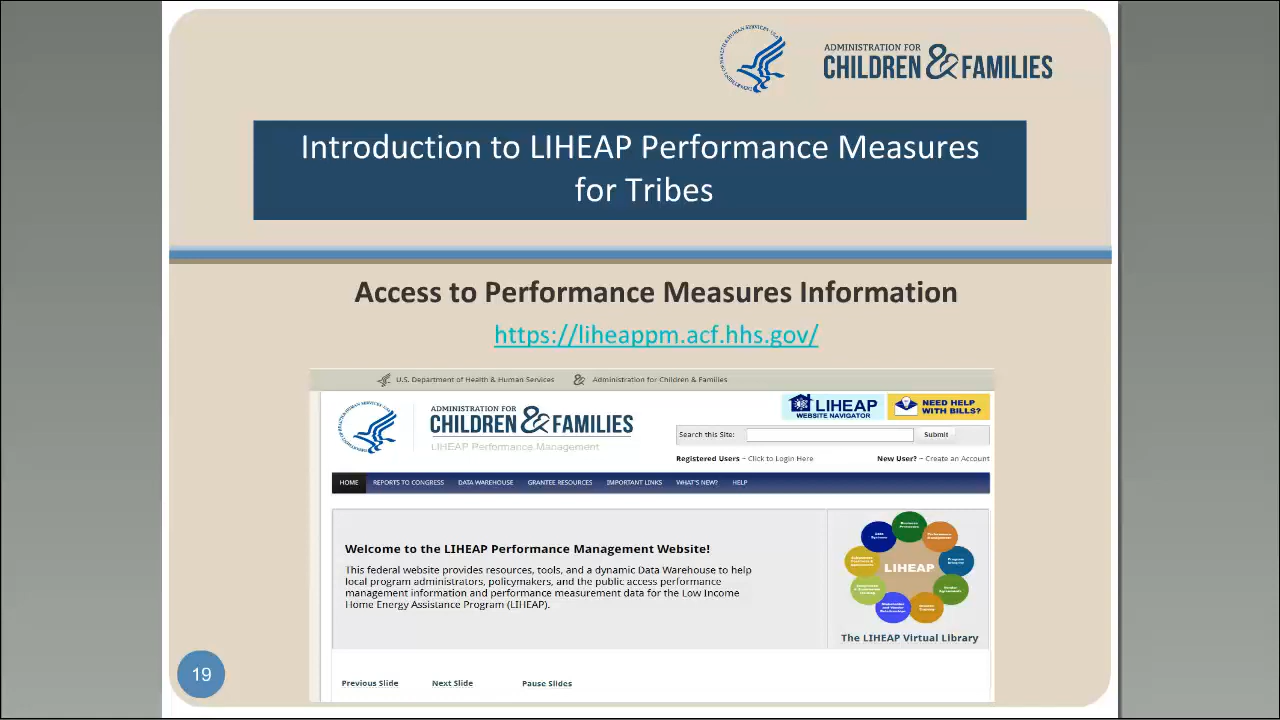 ADMINISTRATION FOR
CHILDREN & FAMILIES
Introduction to LIHEAP Performance Measures
for Tribes
Access to Performance Measures Information
https://liheappm.acf.hhs.gov/
U.S. Department of Health & Human Services Administration for Children & Families
ADMINISTRATION FOR
CHILDREN & FAMILIES
LIHEAP Performance Management
LIHEAP
WEBSITE NAVIGATOR
NEED HELP
WITH BILLS?
Search this Site: Submit
Registered Users – Click to Login Here New User? – Create an Account
HOME REPORTS TO CONGRESS DATA WAREHOUSE GRANTEE RESOURCES IMPORTANT LINKS WHAT'S NEW? HELP
Welcome to the LIHEAP Performance Management Website!
This federal website provides resources, tools, and a dynamic Data Warehouse to help
local program administrators, policymakers, and the public access performance
management information and performance measurement data for the Low Income
Home Energy Assistance Program (LIHEAP).
LIHEAP
The LIHEAP Virtual Library
Previous Slide Next Slide Pause Slides
19